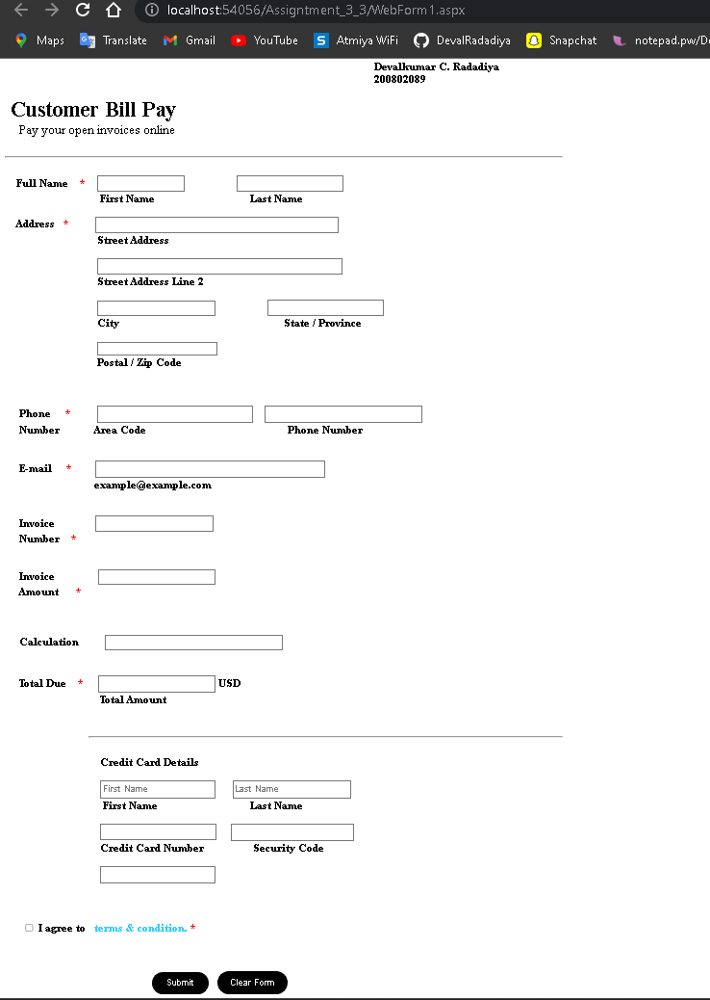 localhost:54056/Assigntment_3_3/WebForm1.aspx
Maps Translate Gmail YouTube S Atmiya WiFi DevalRadadiya Snapchat notepad.pw/D
Devalkumar C. Radadiya
200802089
Customer Bill Pay
Pay your open invoices online
Full Name *
First Name Last Name
Address *
Street Address
Street Address Line 2
City State / Province
Postal / Zip Code
Phone *
Number Area Code Phone Number
E-mail *
example@example.com
Invoice
Number *
Invoice
Amount *
Calculation
Total Due * USD
Total Amount
Credit Card Details
First Name Last Name
First Name Last Name
Credit Card Number Security Code
I agree to terms & condition. *
Submit Clear Form